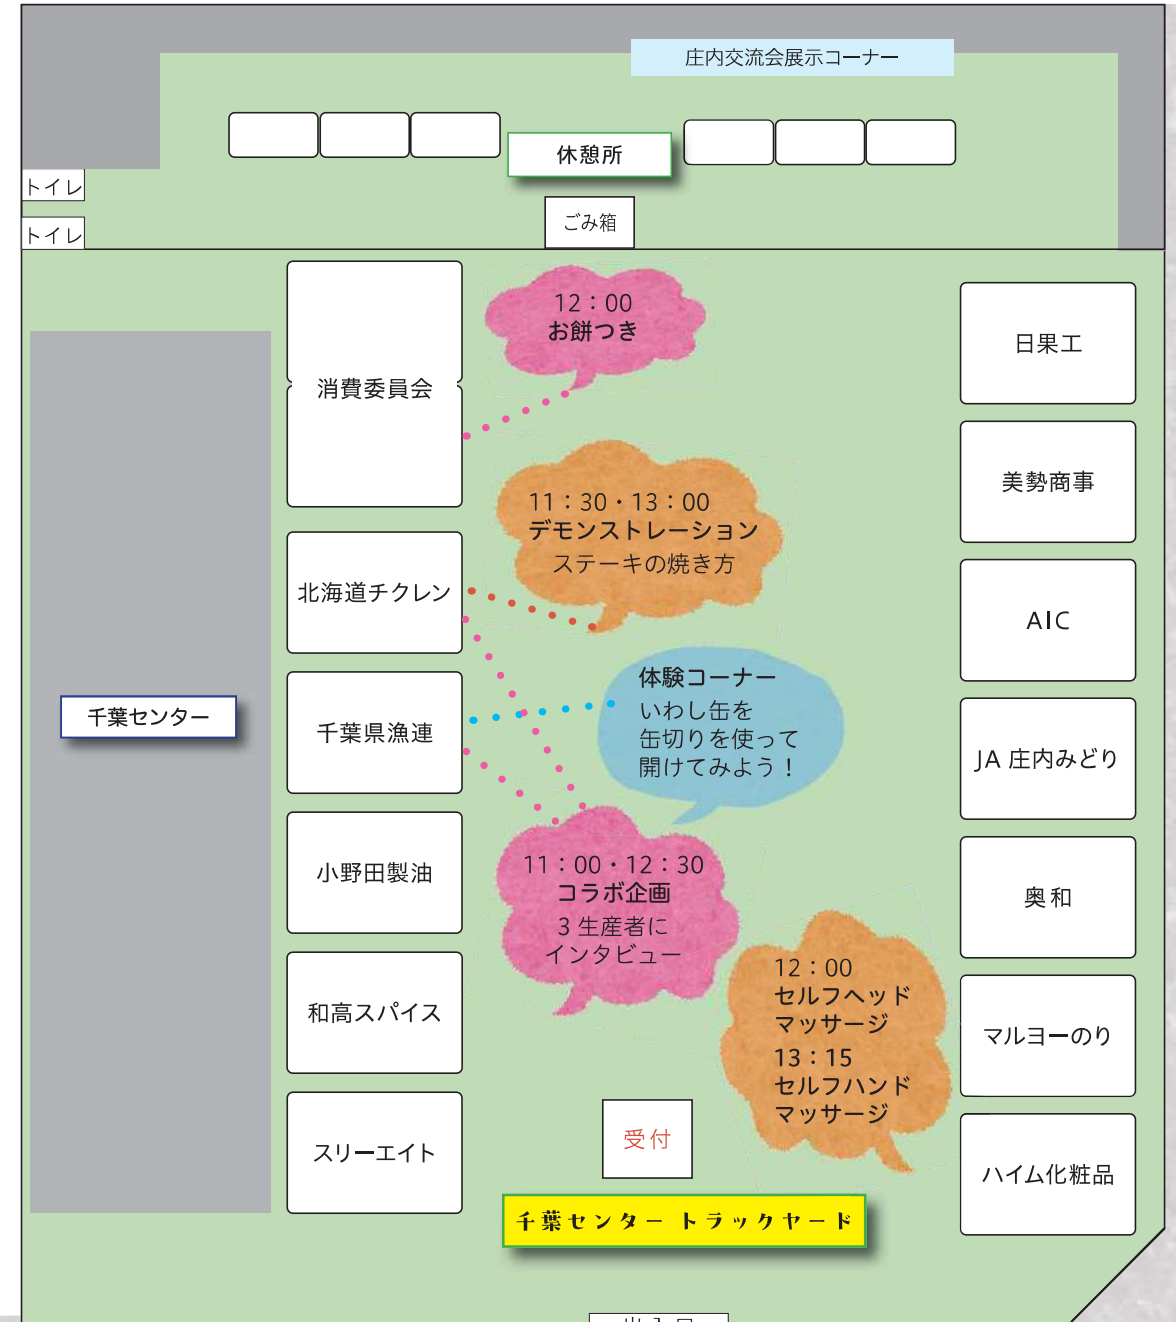 庄内交流会展示コーナー
休憩所
トイレ
ごみ箱
トイレ
消費委員会
12：00
お餅つき
日果工
11：30・13：00
デモンストレーション
ステーキの焼き方
美勢商事
北海道チクレン
AIC
体験コーナー
いわし缶を
缶切りを使って
開けてみよう！
千葉センター
千葉県漁連
JA 庄内みどり
小野田製油
11：00・12：30
コラボ企画
3 生産者に
インタビュー
奥和
12：00
セルフヘッド
マッサージ
13：15
セルフハンド
マッサージ
和高スパイス
マルヨーのり
スリーエイト
受付
ハイム化粧品
千葉センター トラックヤード
出入口